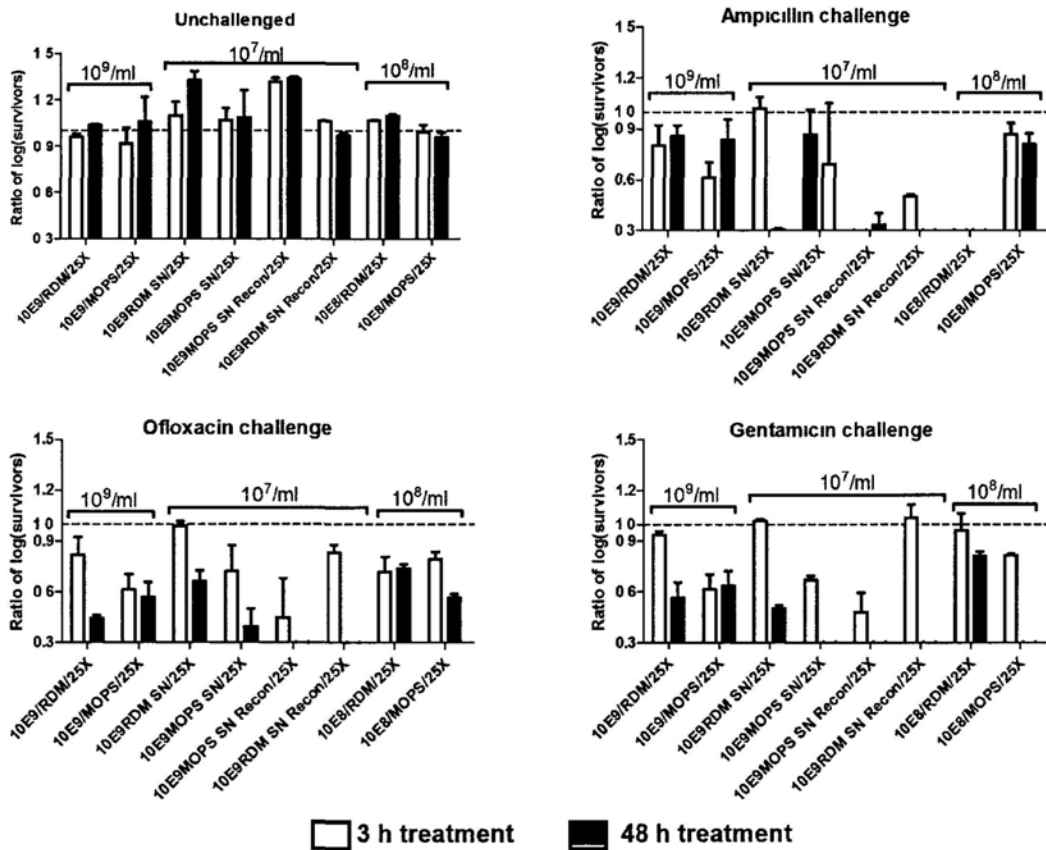 Unchallenged
Ratio of log(survivors)
1 5
1.2
0.9
0.6
0 3
10⁹/ml
10⁷/ml
10⁸/ml
10E9/RDM/25X
10E9/MOPS/25X
10E9RDM SN/25X
10E9MOPS SN/25X
10E9MOPS SN Recon/25X
10E9RDM SN Recon/25X
10E8/RDM/25X
10E8/MOPS/25X
Ampicillin challenge
Ratio of log(survivors)
1.5
1.2
1 0
0.9
0.6
0.3
10⁹/ml
10⁷/ml
10⁸/ml
10E9/RDM/25X
10E9/MOPS/25X
10E9RDM SN/25X
10E9MOPS SN/25X
10E9MOPS SN Recon/25X
10E9RDM SN Recon/25X
10E8/RDM/25X
10E8/MOPS/25X
Ofloxacin challenge
Ratio of log(survivors)
1.5
1.2
1 0
0.9
0.6
0.3
10⁹/ml
10⁷/ml
10⁸/ml
10E9/RDM/25X
10E9/MOPS/25X
10E9RDM SN/25X
10E9MOPS SN/25X
10E9MOPS SN Recon/25X
10E9RDM SN Recon/25X
10E8/RDM/25X
10E8/MOPS/25X
Gentamicin challenge
Ratio of log(survivors)
1.5
1.2
1 0
0 9
0.6
0.3
10⁹/ml
10⁷/ml
10⁸/ml
10E9/RDM/25X
10E9/MOPS/25X
10E9RDM SN/25X
10E9MOPS SN/25X
10E9MOPS SN Recon/25X
10E9RDM SN Recon/25X
10E8/RDM/25X
10E8/MOPS/25X
3 h treatment
48 h treatment